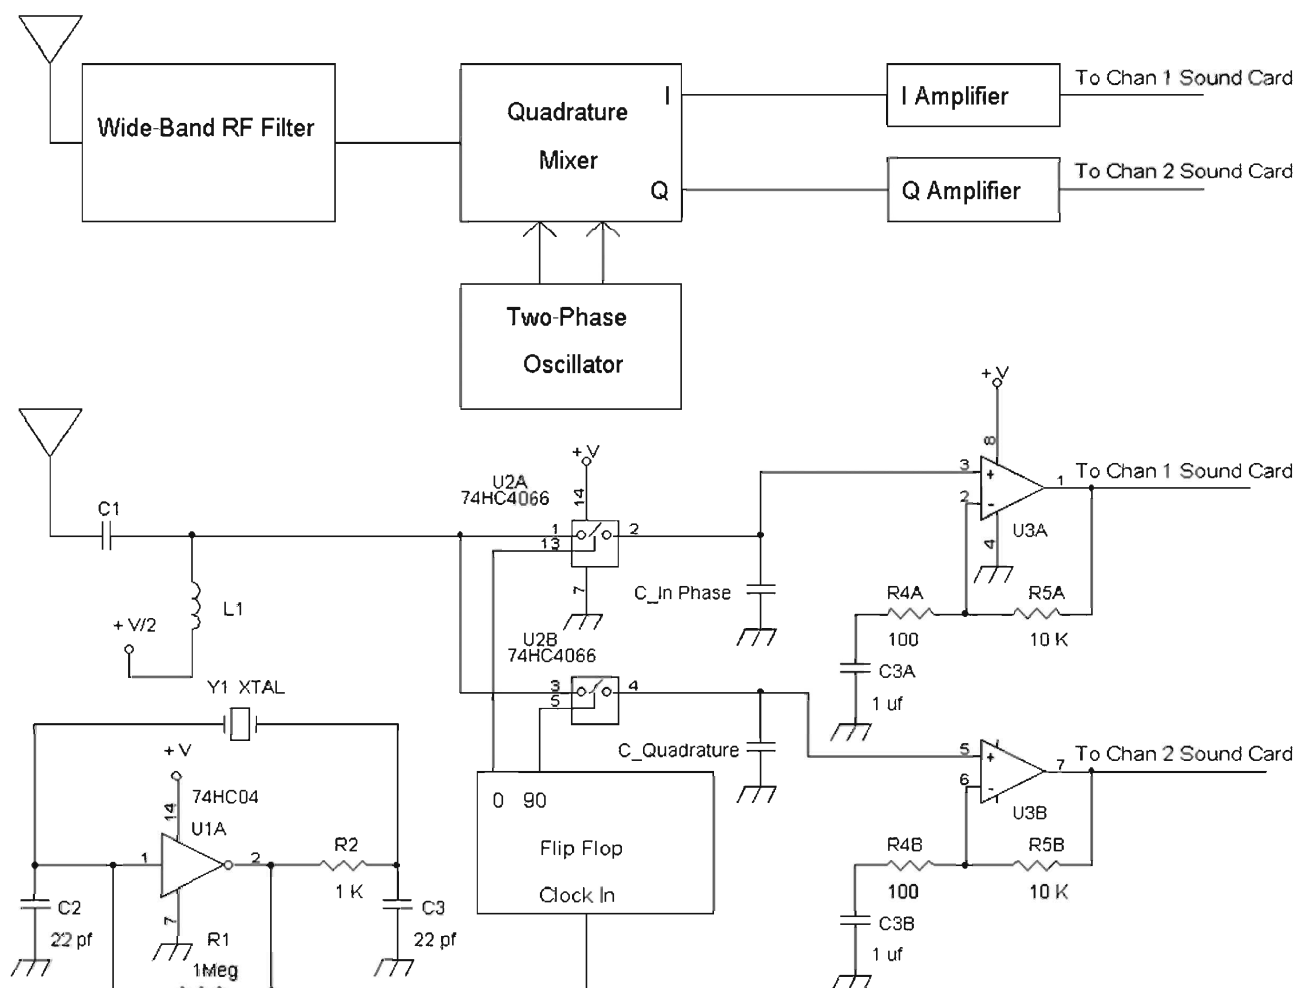 To Chan 1 Sound Card
Wide-Band RF Filter
Quadrature
Mixer
I
Q
I Amplifier
To Chan 2 Sound Card
Q Amplifier
Two-Phase
Oscillator
+V
8
3
+
2
-
1
To Chan 1 Sound Card
U3A
4
C1
U2A
74HC4066
+V
14
1
13
2
7
C_In Phase
R4A
100
R5A
10 K
C3A
1 uf
L1
+ V/2
U2B
74HC4066
3
5
4
C_Quadrature
5
+
6
-
7
To Chan 2 Sound Card
U3B
R4B
100
R5B
10 K
C3B
1 uf
Y1 XTAL
+ V
14
74HC04
U1A
1
2
7
R2
1 K
C2
22 pf
C3
22 pf
R1
1Meg
0 90
Flip Flop
Clock In